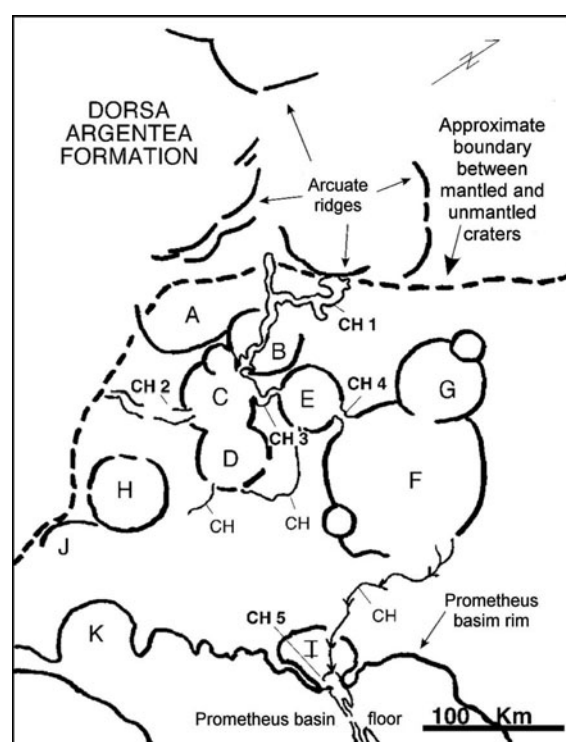 N
DORSA
ARGENTEA
FORMATION
Approximate
boundary
between
mantled and
unmantled
craters
Arcuate
ridges
A
CH 1
B
CH 2
C
E
CH 4
G
CH 3
D
F
H
CH
CH
J
CH
K
CH 5
I
Prometheus
basim rim
Prometheus basin floor
100 Km